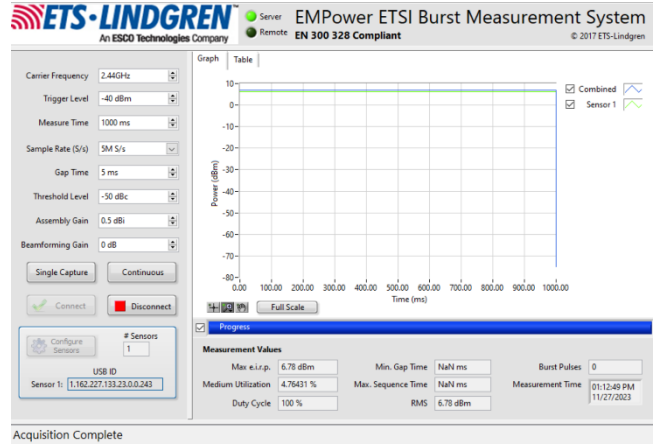 ETS·LINDGREN™
An ESCO Technologies Company
Server
Remote
EMPower ETSI Burst Measurement System
EN 300 328 Compliant
© 2017 ETS-Lindgren
Carrier Frequency 2.44GHz
Trigger Level -40 dBm
Measure Time 1000 ms
Sample Rate (S/s) 5M S/s
Gap Time 5 ms
Threshold Level -50 dBc
Assembly Gain 0.5 dBi
Beamforming Gain 0 dB
Single Capture Continuous
Connect Disconnect
Configure Sensors
# Sensors
1
USB ID
Sensor 1: 1.162.227.133.23.0.0.243
Graph Table
Power (dBm)
10
0
-10
-20
-30
-40
-50
-60
-70
-80
0.00 100.00 200.00 300.00 400.00 500.00 600.00 700.00 800.00 900.00 1000.00
Time (ms)
Combined
Sensor 1
Full Scale
Progress
Measurement Values
Max e.i.r.p. 6.78 dBm Min. Gap Time NaN ms Burst Pulses 0
Medium Utilization 4.76431 % Max. Sequence Time NaN ms Measurement Time 01:12:49 PM
11/27/2023
Duty Cycle 100 % RMS 6.78 dBm
Acquisition Complete